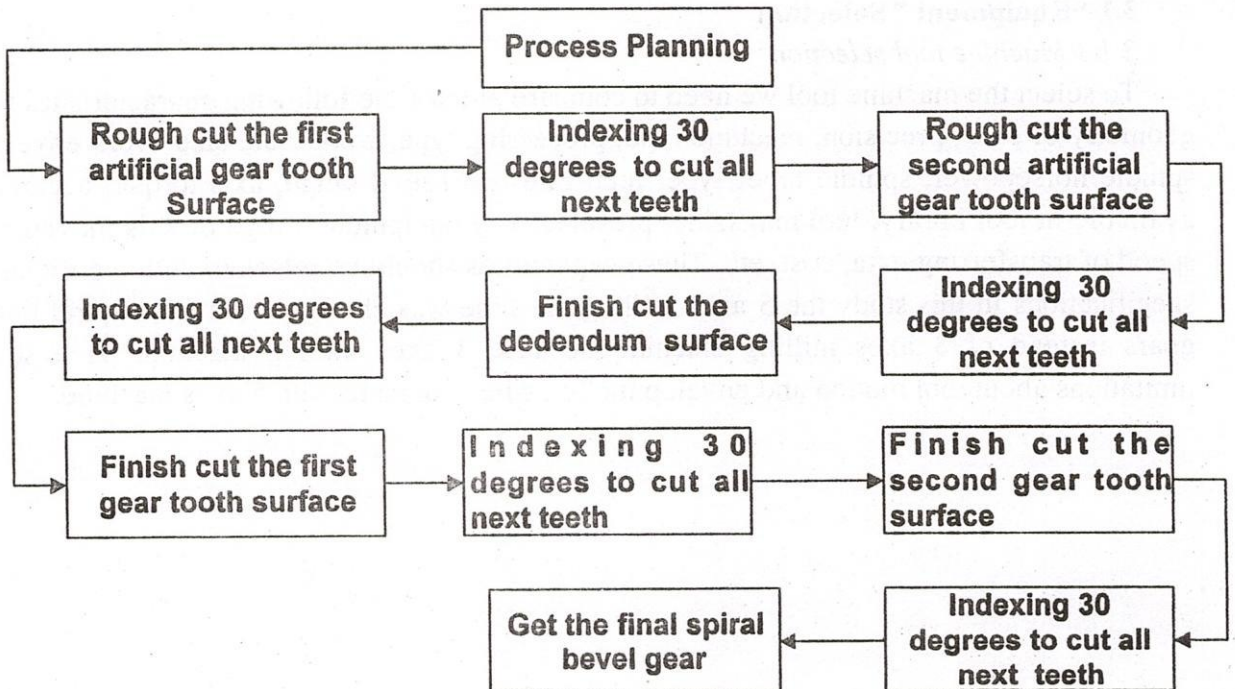 Process Planning
Rough cut the first
artificial gear tooth
Surface
Indexing 30
degrees to cut all
next teeth
Rough cut the
second artificial
gear tooth surface
Indexing 30
degrees to cut all
next teeth
Finish cut the
dedendum surface
Indexing 30 degrees
to cut all next teeth
Finish cut the first
gear tooth surface
Indexing 30
degrees to cut all
next teeth
Finish cut the
second gear tooth
surface
Indexing 30
degrees to cut all
next teeth
Get the final spiral
bevel gear